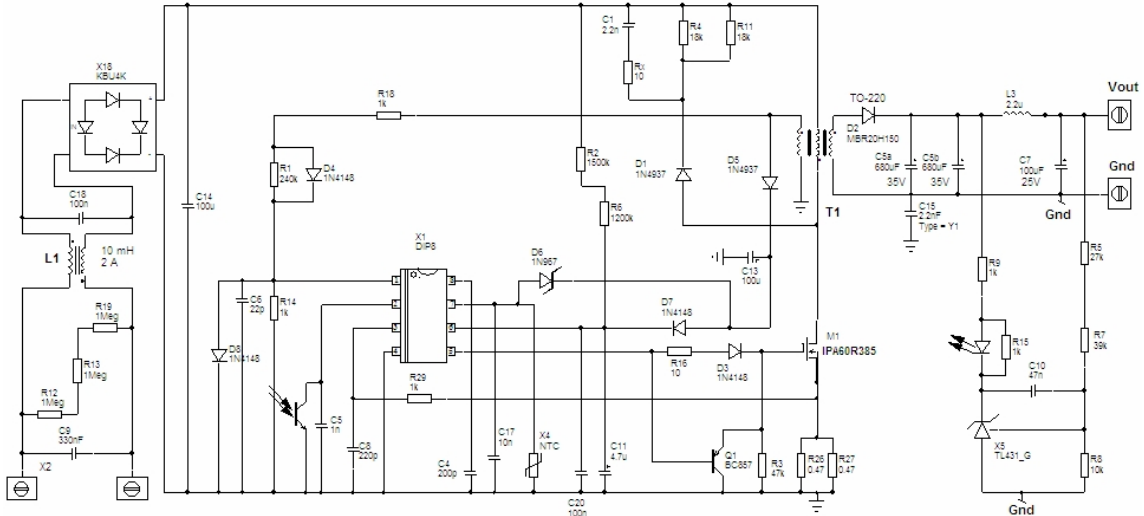 X18
KBU4K
IN
+
-
C18
100n
L1
10 mH
2 A
R19
1Meg
R13
1Meg
R12
1Meg
C9
330nF
X2
C14
100u
R18
1k
R1
240k
D4
1N4148
X1
DIP8
D8
1N4148
C6
22p
R14
1k
C5
1n
C8
220p
R29
1k
C4
200p
C17
10n
X4
NTC
C20
100n
C11
4.7u
D6
1N967
C1
2.2n
Rx
10
R4
18k
R11
18k
R2
1500k
R6
1200k
D1
1N4937
D5
1N4937
C13
100u
D7
1N4148
R16
10
D3
1N4148
M1
IPA60R385
Q1
BC857
R3
47k
R26
0.47
R27
0.47
T1
TO-220
D2
MBR20H150
C5a
680uF
35V
C5b
680uF
35V
L3
2.2u
C7
100uF
25V
Vout
Gnd
Gnd
C15
2.2nF
Type = Y1
R9
1k
R15
1k
C10
47n
R5
27k
R7
39k
R8
10k
X5
TL431_G
Gnd